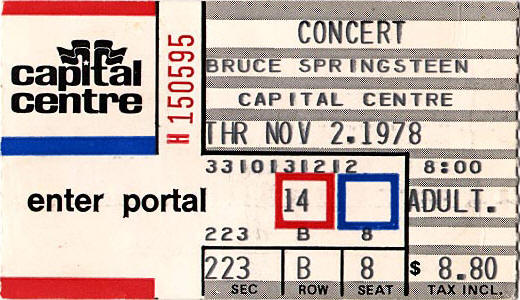 capital
centre
H 150595
CONCERT
BRUCE SPRINGSTEEN
CAPITAL CENTRE
THR NOV 2.1978
3310131212 8:00
enter portal 14 ADULT.
223 B 8
223 B 8 $ 8.80
SEC ROW SEAT TAX INCL.